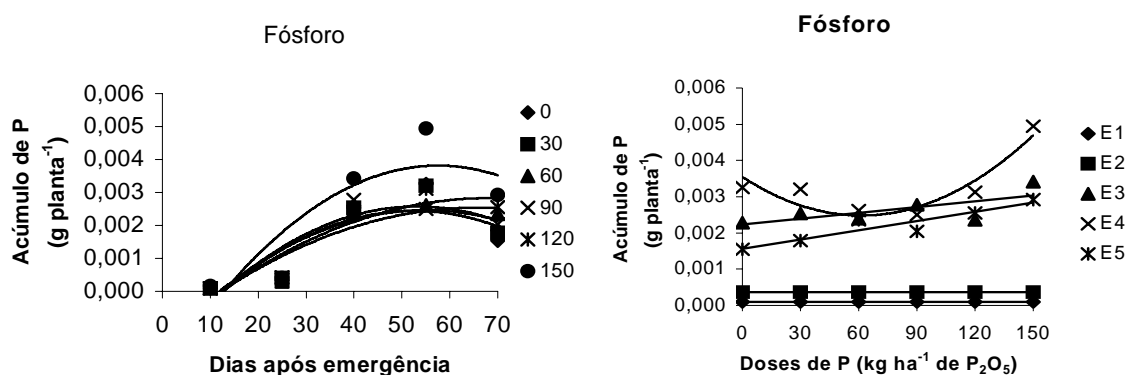 Fósforo
Acúmulo de P
(g planta⁻¹)
0,006
0,005
0,004
0,003
0,002
0,001
0,000
0 10 20 30 40 50 60 70
Dias após emergência
0
30
60
90
120
150
Fósforo
Acúmulo de P
(g planta⁻¹)
0,006
0,005
0,004
0,003
0,002
0,001
0,000
0 30 60 90 120 150
Doses de P (kg ha⁻¹ de P₂O₅)
E1
E2
E3
E4
E5